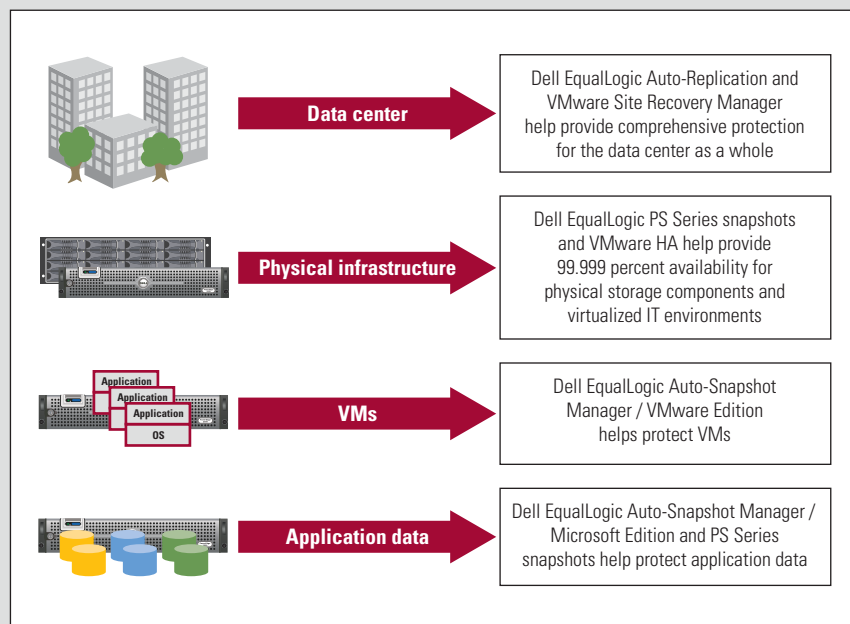 Data center
Dell EqualLogic Auto-Replication and
VMware Site Recovery Manager
help provide comprehensive protection
for the data center as a whole
Physical infrastructure
Dell EqualLogic PS Series snapshots
and VMware HA help provide
99.999 percent availability for
physical storage components and
virtualized IT environments
Application
Application
Application
OS
VMs
Dell EqualLogic Auto-Snapshot
Manager / VMware Edition
helps protect VMs
Application data
Dell EqualLogic Auto-Snapshot Manager /
Microsoft Edition and PS Series
snapshots help protect application data